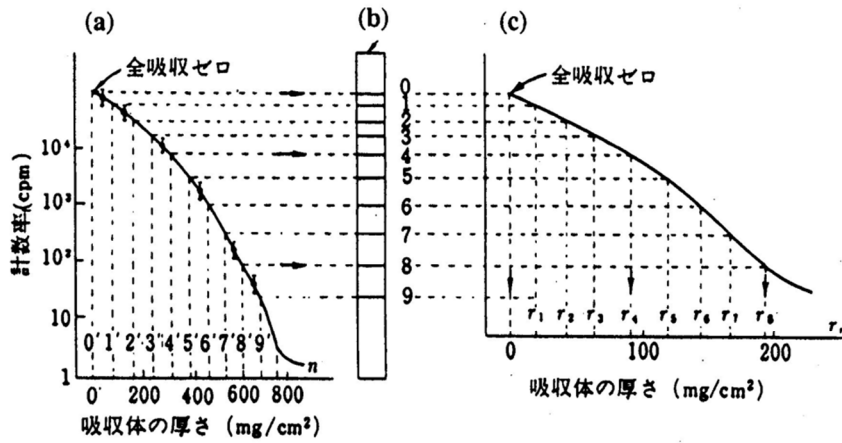 (a)
全吸収ゼロ
10⁴
10³
10²
10
1
計数率(cpm)
0' 1' 2' 3' 4' 5' 6' 7' 8' 9'
n
0 200 400 600 800
吸収体の厚さ (mg/cm²)
(b)
0
1
2
3
4
5
6
7
8
9
(c)
全吸収ゼロ
r₁ r₂ r₃ r₄ r₅ r₆ r₇ r₈
0 100 200
吸収体の厚さ (mg/cm²)